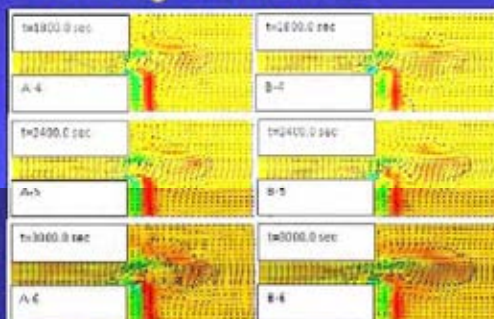 t=1800.0 sec
t=1800.0 sec
A-4
B-4
t=2400.0 sec
t=2400.0 sec
A-5
B-5
t=3000.0 sec
t=3000.0 sec
A-6
B-6